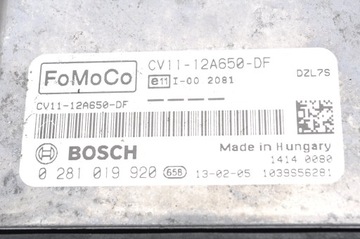 FoMoCo CV11-12A650-DF
e11 I-00 2081 DZL7S
CV11-12A650-DF
BOSCH Made in Hungary
1414 0080
0 281 019 920 658 13-02-05 1039S56281